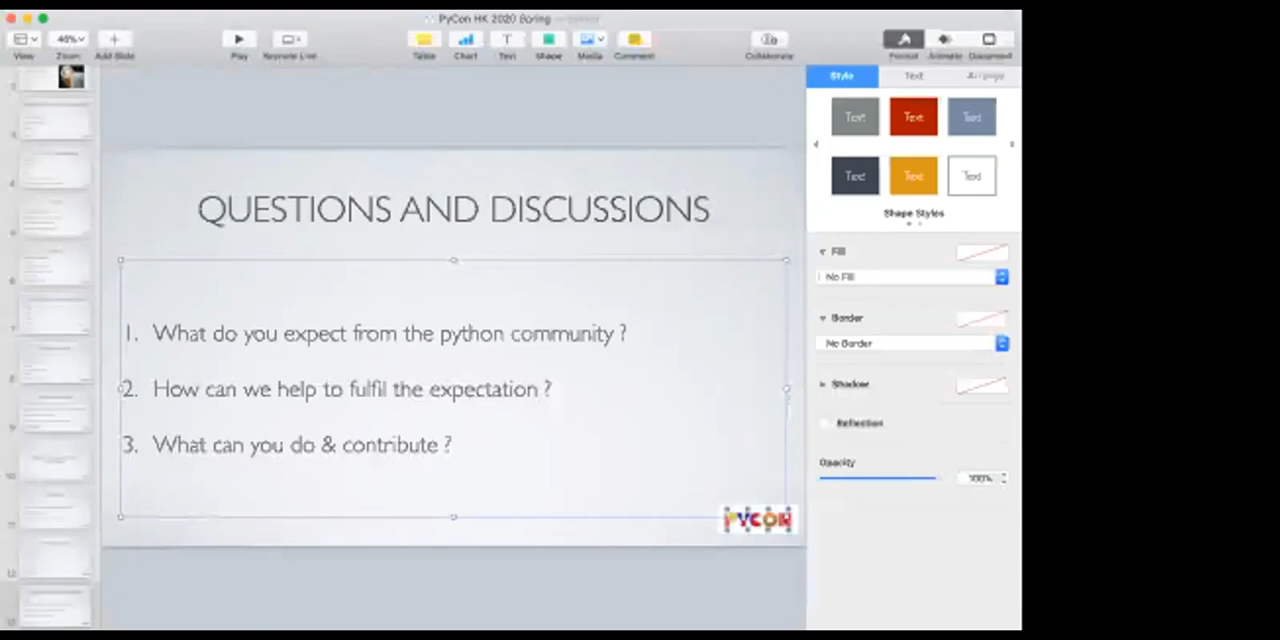 PyCon HK 2020 Spring
View
Zoom
Add Slide
Play
Keynote Live
Table
Chart
Text
Shape
Media
Comment
Collaborate
Format
Animate
Document
Style
Text
Arrange
Text
Text
Text
Text
Text
Text
Shape Styles
Fill
No Fill
Border
No Border
Shadow
Reflection
Opacity
100%
QUESTIONS AND DISCUSSIONS
1. What do you expect from the python community ?
2. How can we help to fulfil the expectation ?
3. What can you do & contribute ?
PYCON